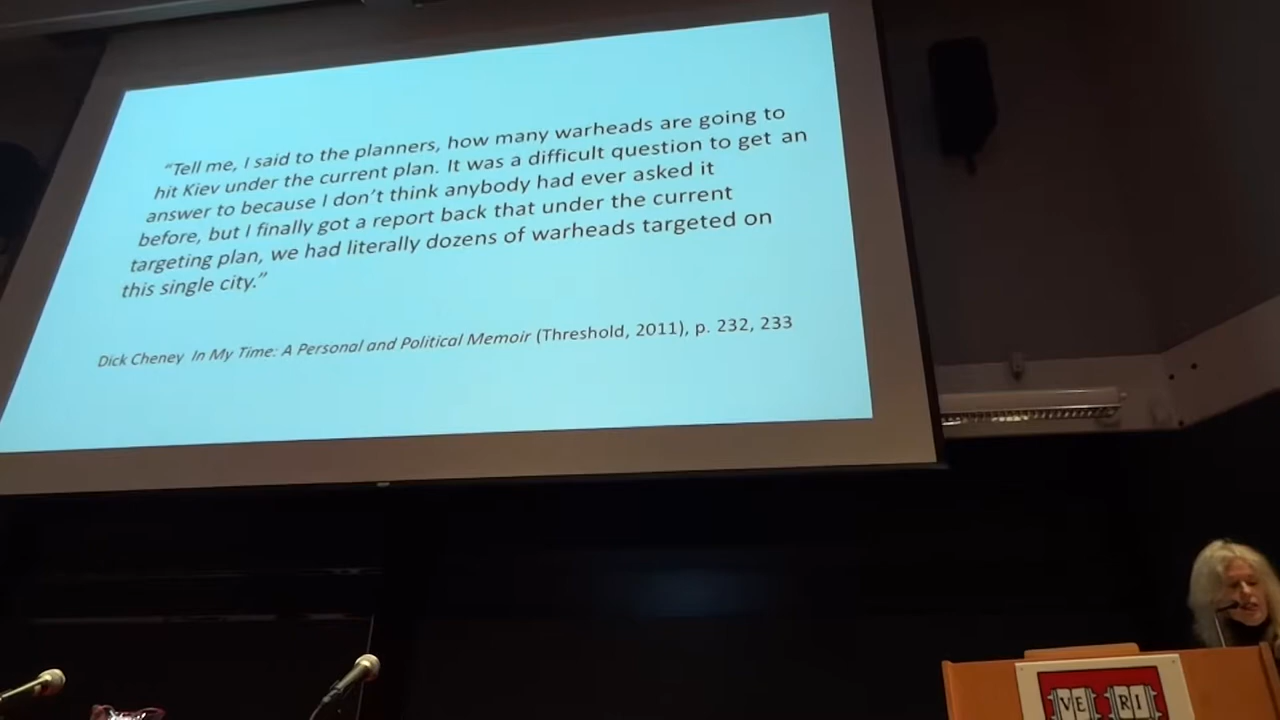 “Tell me, I said to the planners, how many warheads are going to
hit Kiev under the current plan. It was a difficult question to get an
answer to because I don’t think anybody had ever asked it
before, but I finally got a report back that under the current
targeting plan, we had literally dozens of warheads targeted on
this single city.”
Dick Cheney In My Time: A Personal and Political Memoir (Threshold, 2011), p. 232, 233
VE RI